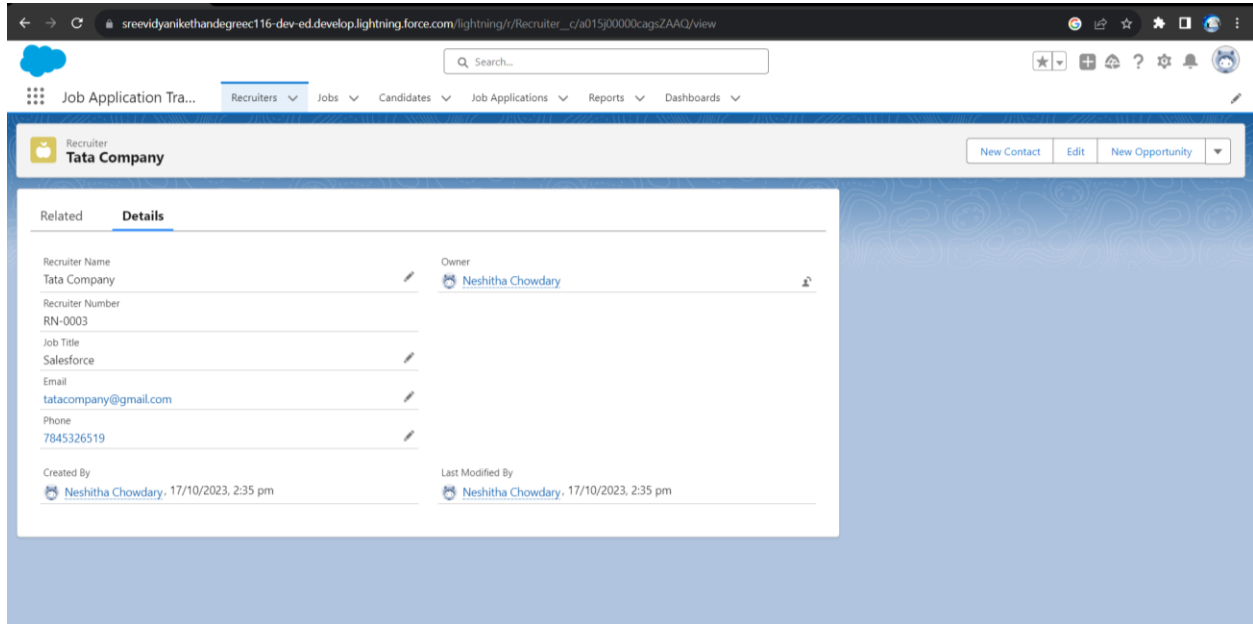 sreevidyanikethandegreec116-dev-ed.develop.lightning.force.com/lightning/r/Recruiter__c/a015j00000cagsZAAQ/view
Search...
Job Application Tra... Recruiters Jobs Candidates Job Applications Reports Dashboards
Recruiter
Tata Company
New Contact Edit New Opportunity
Related Details
Recruiter Name
Tata Company
Owner
Neshitha Chowdary
Recruiter Number
RN-0003
Job Title
Salesforce
Email
tatacompany@gmail.com
Phone
7845326519
Created By
Neshitha Chowdary, 17/10/2023, 2:35 pm
Last Modified By
Neshitha Chowdary, 17/10/2023, 2:35 pm